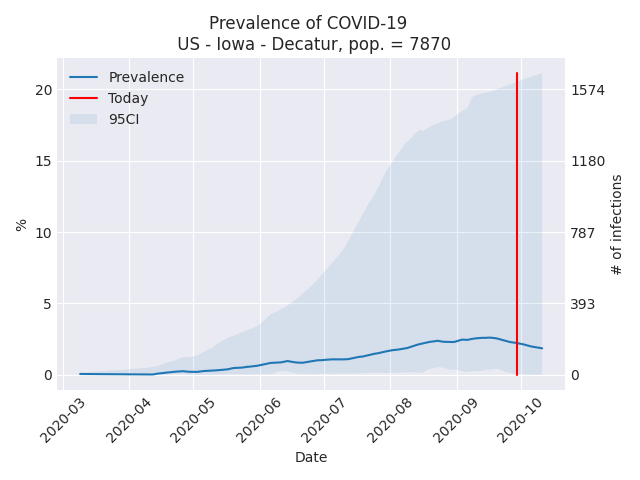 Prevalence of COVID-19
US - Iowa - Decatur, pop. = 7870
Prevalence
Today
95CI
20
15
10
5
0
%
1574
1180
787
393
0
# of infections
2020-03
2020-04
2020-05
2020-06
2020-07
2020-08
2020-09
2020-10
Date